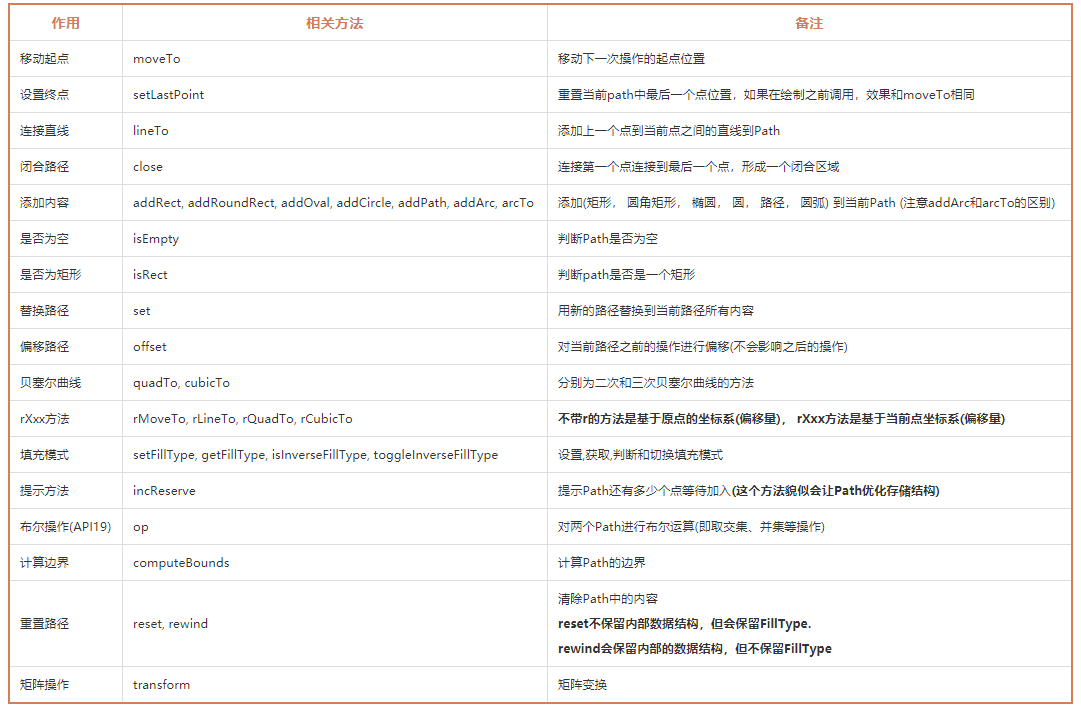 作用 相关方法 备注
移动起点 moveTo 移动下一次操作的起点位置
设置终点 setLastPoint 重置当前path中最后一个点位置，如果在绘制之前调用，效果和moveTo相同
连接直线 lineTo 添加上一个点到当前点之间的直线到Path
闭合路径 close 连接第一个点连接到最后一个点，形成一个闭合区域
添加内容 addRect, addRoundRect, addOval, addCircle, addPath, addArc, arcTo 添加(矩形， 圆角矩形， 椭圆， 圆， 路径， 圆弧) 到当前Path (注意addArc和arcTo的区别)
是否为空 isEmpty 判断Path是否为空
是否为矩形 isRect 判断path是否是一个矩形
替换路径 set 用新的路径替换到当前路径所有内容
偏移路径 offset 对当前路径之前的操作进行偏移(不会影响之后的操作)
贝塞尔曲线 quadTo, cubicTo 分别为二次和三次贝塞尔曲线的方法
rXxx方法 rMoveTo, rLineTo, rQuadTo, rCubicTo 不带r的方法是基于原点的坐标系(偏移量)， rXxx方法是基于当前点坐标系(偏移量)
填充模式 setFillType, getFillType, isInverseFillType, toggleInverseFillType 设置,获取,判断和切换填充模式
提示方法 incReserve 提示Path还有多少个点等待加入(这个方法貌似会让Path优化存储结构)
布尔操作(API19) op 对两个Path进行布尔运算(即取交集、并集等操作)
计算边界 computeBounds 计算Path的边界
重置路径 reset, rewind 清除Path中的内容
reset不保留内部数据结构，但会保留FillType.
rewind会保留内部的数据结构，但不保留FillType
矩阵操作 transform 矩阵变换